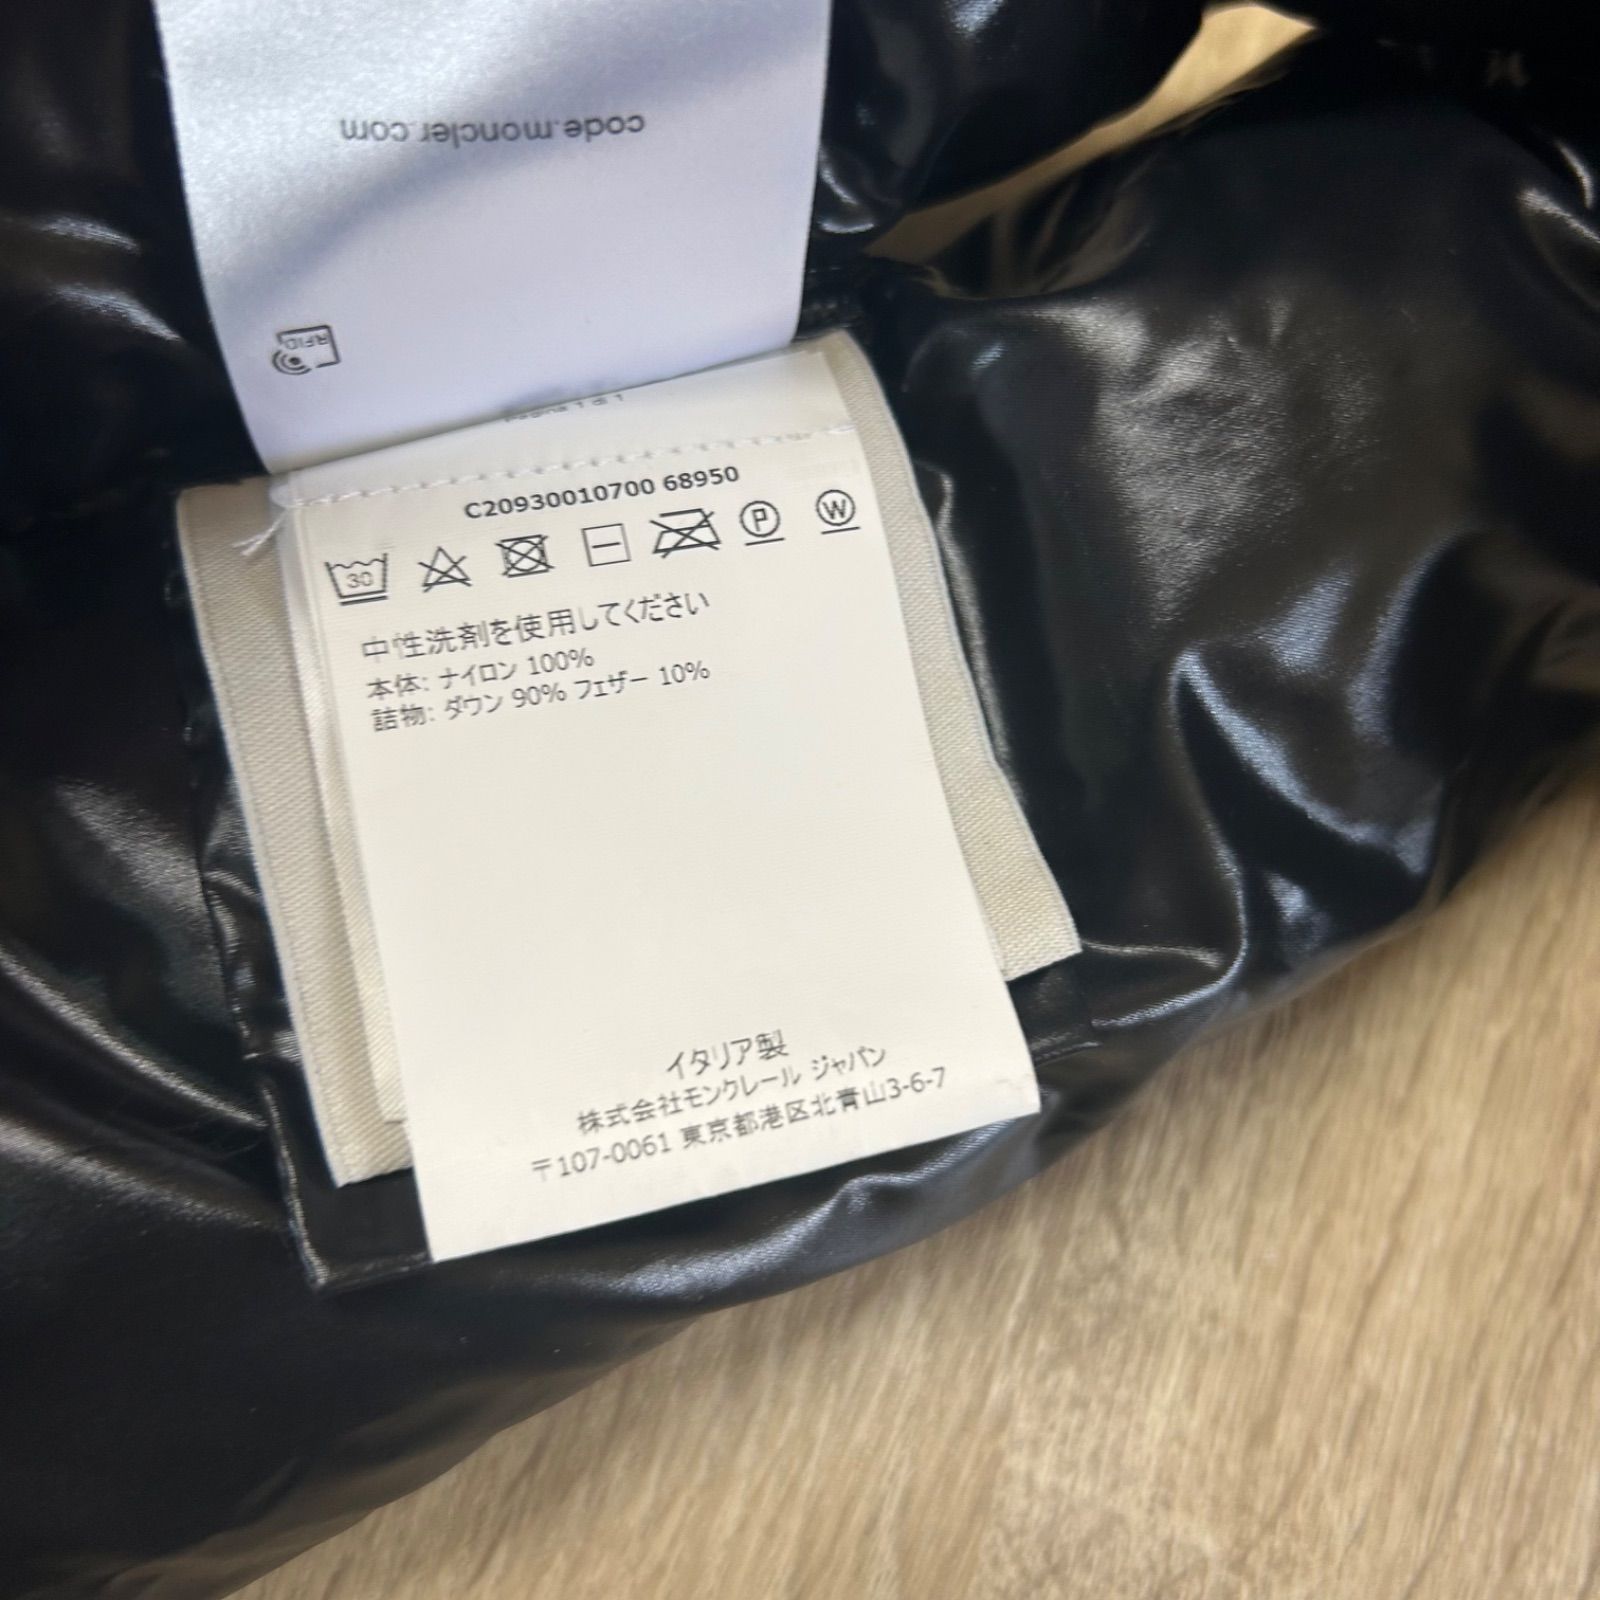 code.moncler.com
RFID
C20930010700 68950
30 P W
中性洗剤を使用してください
本体: ナイロン 100%
詰物: ダウン 90% フェザー 10%
イタリア製
株式会社モンクレール ジャパン
〒107-0061 東京都港区北青山3-6-7